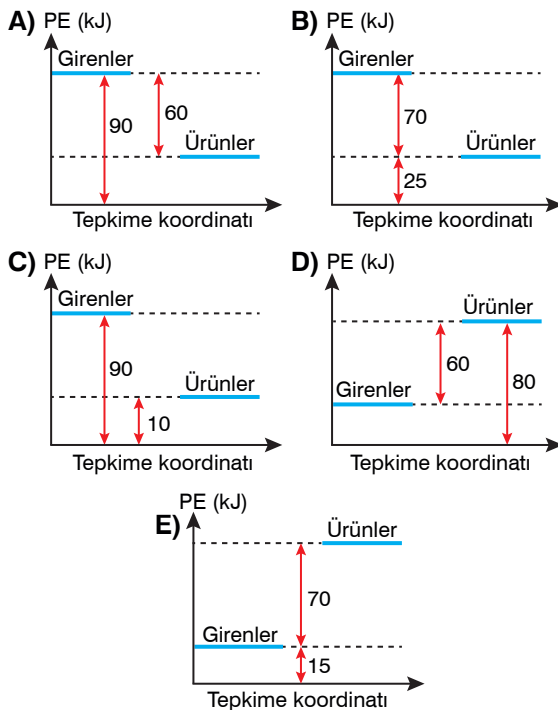 A) PE (kJ)
Girenler
60
90
Ürünler
Tepkime koordinatı
B) PE (kJ)
Girenler
70
Ürünler
25
Tepkime koordinatı
C) PE (kJ)
Girenler
90
Ürünler
10
Tepkime koordinatı
D) PE (kJ)
Ürünler
60
80
Girenler
Tepkime koordinatı
E) PE (kJ)
Ürünler
70
Girenler
15
Tepkime koordinatı